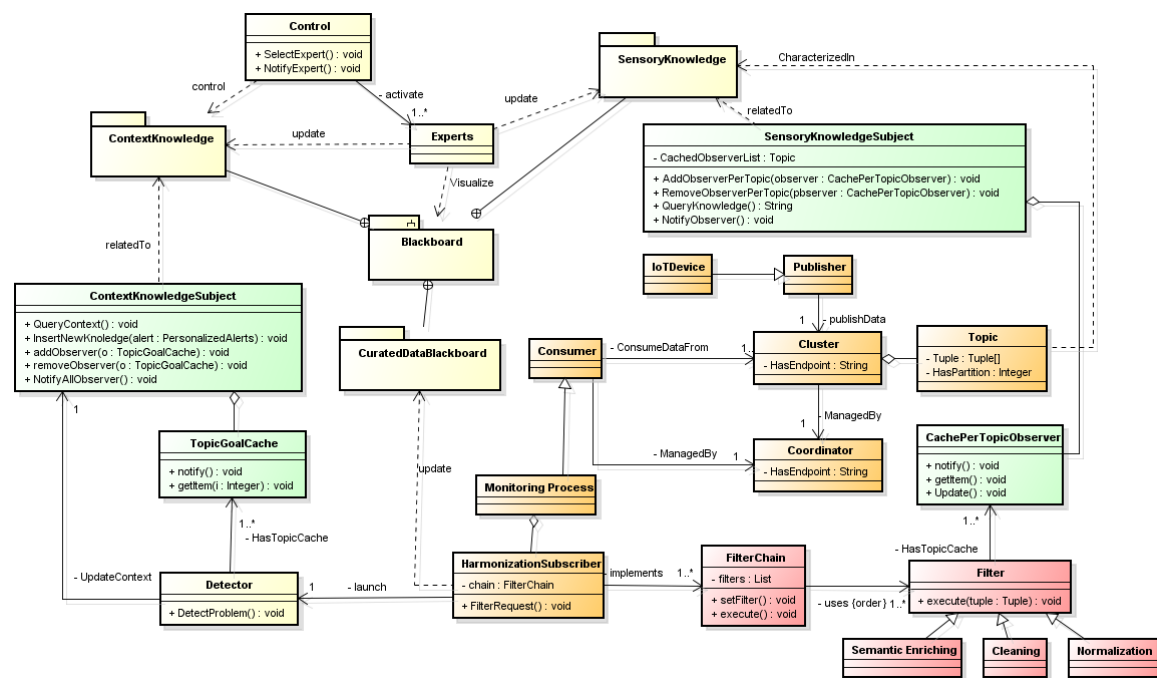 Control
+ SelectExpert() : void
+ NotifyExpert() : void
SensoryKnowledge
CharacterizedIn
control
- activate
1..*
update
relatedTo
ContextKnowledge
update
Experts
SensoryKnowledgeSubject
- CachedObserverList : Topic
+ AddObserverPerTopic(observer : CachePerTopicObserver) : void
+ RemoveObserverPerTopic(pbserver : CachePerTopicObserver) : void
+ QueryKnowledge() : String
+ NotifyObserver() : void
Visualize
relatedTo
Blackboard
IoTDevice
Publisher
ContextKnowledgeSubject
+ QueryContext() : void
+ InsertNewKnoledge(alert : PersonalizedAlerts) : void
+ addObserver(o : TopicGoalCache) : void
+ removeObserver(o : TopicGoalCache) : void
+ NotifyAllObserver() : void
1
- publishData
CuratedDataBlackboard
Consumer
- ConsumeDataFrom
1..
Cluster
- HasEndpoint : String
Topic
- Tuple : Tuple[]
- HasPartition : Integer
1
- ManagedBy
1
TopicGoalCache
+ notify() : void
+ getItem(i : Integer) : void
update
- ManagedBy
1
Coordinator
- HasEndpoint : String
CachePerTopicObserver
+ notify() : void
+ getItem() : void
+ Update() : void
Monitoring Process
1..*
- HasTopicCache
1..*
- HasTopicCache
- UpdateContext
Detector
+ DetectProblem() : void
1
- launch
HarmonizationSubscriber
- chain : FilterChain
+ FilterRequest() : void
- implements
1..*
FilterChain
- filters : List
+ setFilter() : void
+ execute() : void
- uses {order}
1..*
Filter
+ execute(tuple : Tuple) : void
Semantic Enriching
Cleaning
Normalization